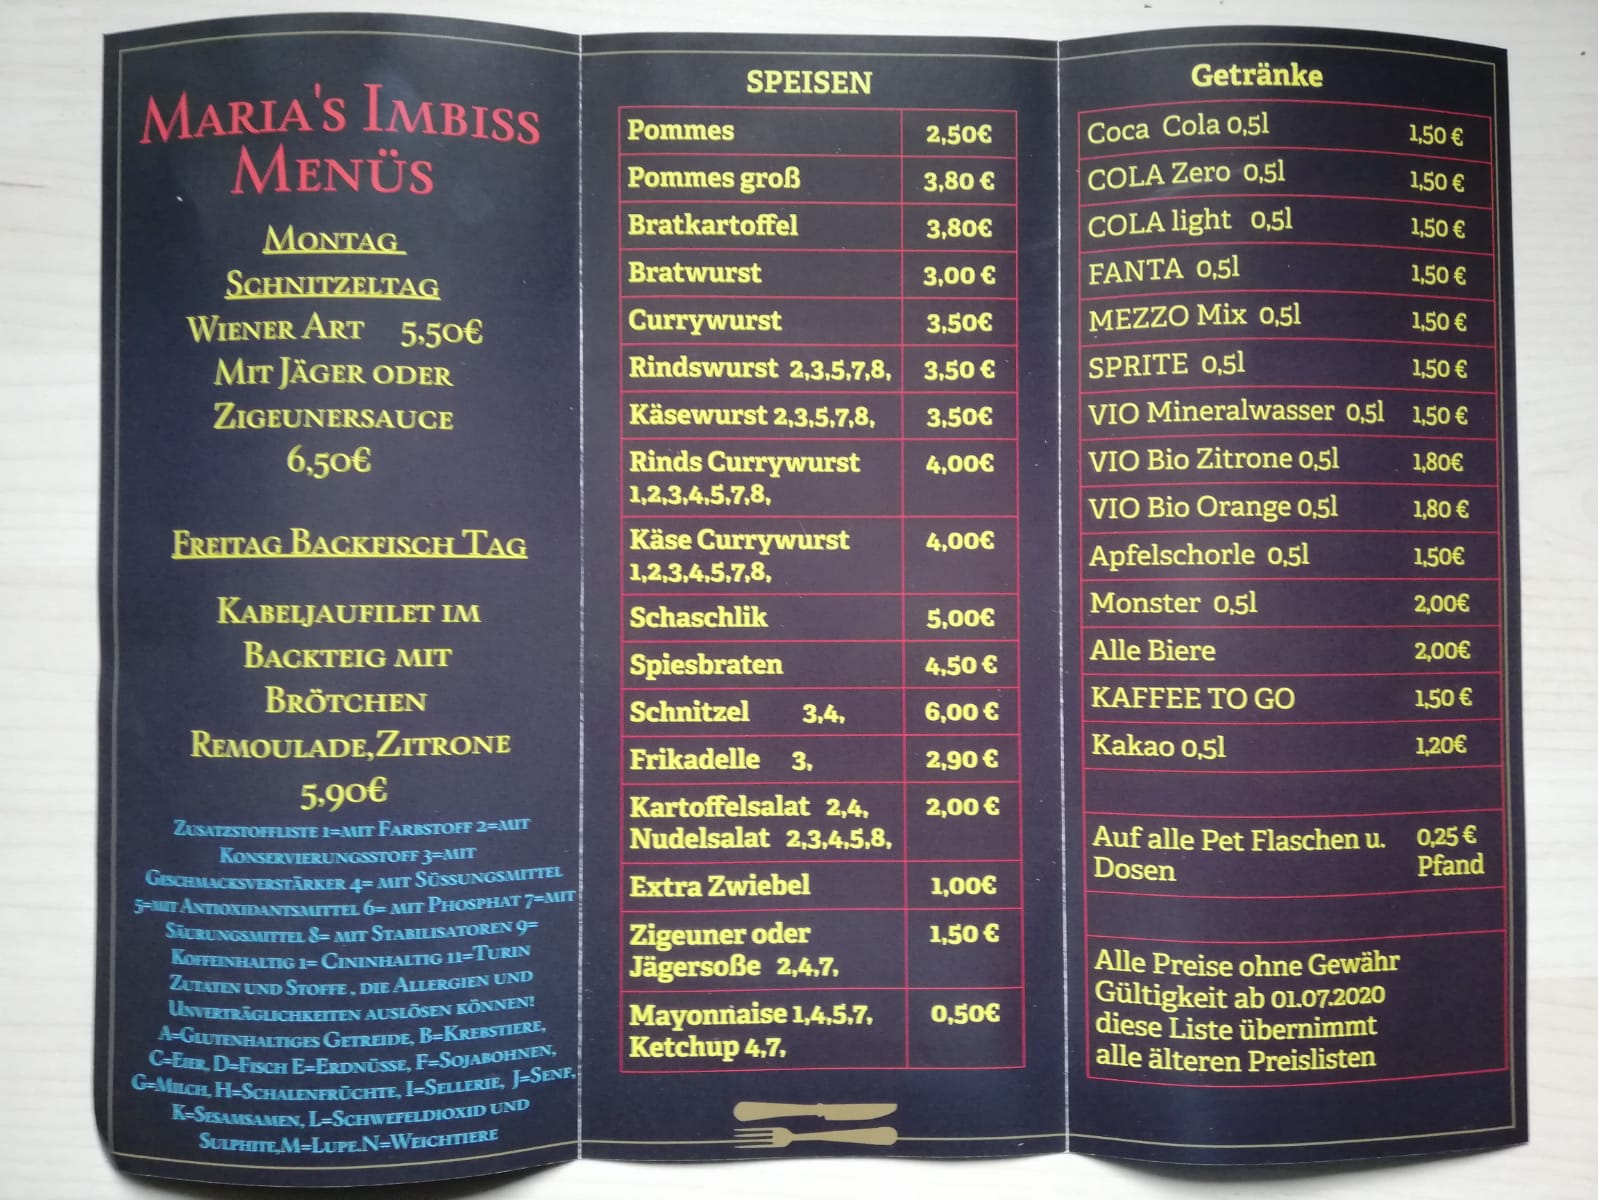 Maria's Imbiss
Menüs
Montag
Schnitzeltag
Wiener Art 5,50€
Mit Jäger oder
Zigeunersauce
6,50€
Freitag Backfisch Tag
Kabeljaufilet im
Backteig mit
Brötchen
Remoulade,Zitrone
5,90€
Zusatzstoffliste 1=mit Farbstoff 2=mit
Konservierungsstoff 3=mit
Geschmacksverstärker 4= mit Süssungsmittel
5=mit Antioxidantsmittel 6= mit Phosphat 7=mit
Säurungsmittel 8= mit Stabilisatoren 9=
Koffeinhaltig 1= Cininhaltig 11=Turin
Zutaten und Stoffe , die Allergien und
Unverträglichkeiten auslösen können!
A=Glutenhaltiges Getreide, B=Krebstiere,
C=Eier, D=Fisch E=Erdnüsse, F=Sojabohnen,
G=Milch, H=Schalenfrüchte, I=Sellerie, J=Senf,
K=Sesamsamen, L=Schwefeldioxid und
Sulphite,M=Lupe.N=Weichtiere
SPEISEN
Pommes 2,50€
Pommes groß 3,80 €
Bratkartoffel 3,80€
Bratwurst 3,00 €
Currywurst 3,50€
Rindswurst 2,3,5,7,8, 3,50 €
Käsewurst 2,3,5,7,8, 3,50€
Rinds Currywurst 4,00€
1,2,3,4,5,7,8,
Käse Currywurst 4,00€
1,2,3,4,5,7,8,
Schaschlik 5,00€
Spiesbraten 4,50 €
Schnitzel 3,4, 6,00 €
Frikadelle 3, 2,90 €
Kartoffelsalat 2,4, 2,00 €
Nudelsalat 2,3,4,5,8,
Extra Zwiebel 1,00€
Zigeuner oder 1,50 €
Jägersoße 2,4,7,
Mayonnaise 1,4,5,7, 0,50€
Ketchup 4,7,
Getränke
Coca Cola 0,5l 1,50 €
COLA Zero 0,5l 1,50 €
COLA light 0,5l 1,50 €
FANTA 0,5l 1,50 €
MEZZO Mix 0,5l 1,50 €
SPRITE 0,5l 1,50 €
VIO Mineralwasser 0,5l 1,50 €
VIO Bio Zitrone 0,5l 1,80€
VIO Bio Orange 0,5l 1,80 €
Apfelschorle 0,5l 1,50€
Monster 0,5l 2,00€
Alle Biere 2,00€
KAFFEE TO GO 1,50 €
Kakao 0,5l 1,20€
Auf alle Pet Flaschen u. 0,25 €
Dosen Pfand
Alle Preise ohne Gewähr
Gültigkeit ab 01.07.2020
diese Liste übernimmt
alle älteren Preislisten